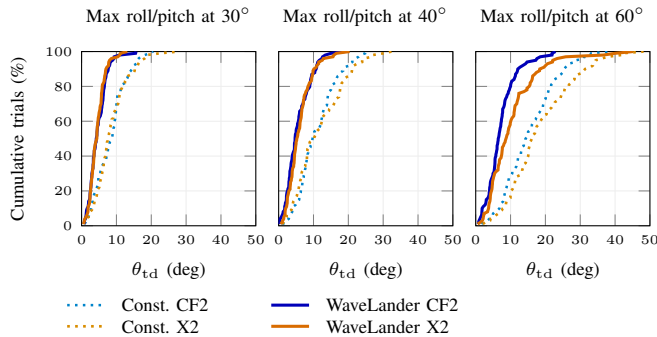 Max roll/pitch at 30° Max roll/pitch at 40° Max roll/pitch at 60°
Cumulative trials (%)
100
80
60
40
20
0
0 10 20 30 40 50 0 10 20 30 40 50 0 10 20 30 40 50
θtd (deg) θtd (deg) θtd (deg)
Const. CF2 WaveLander CF2
Const. X2 WaveLander X2